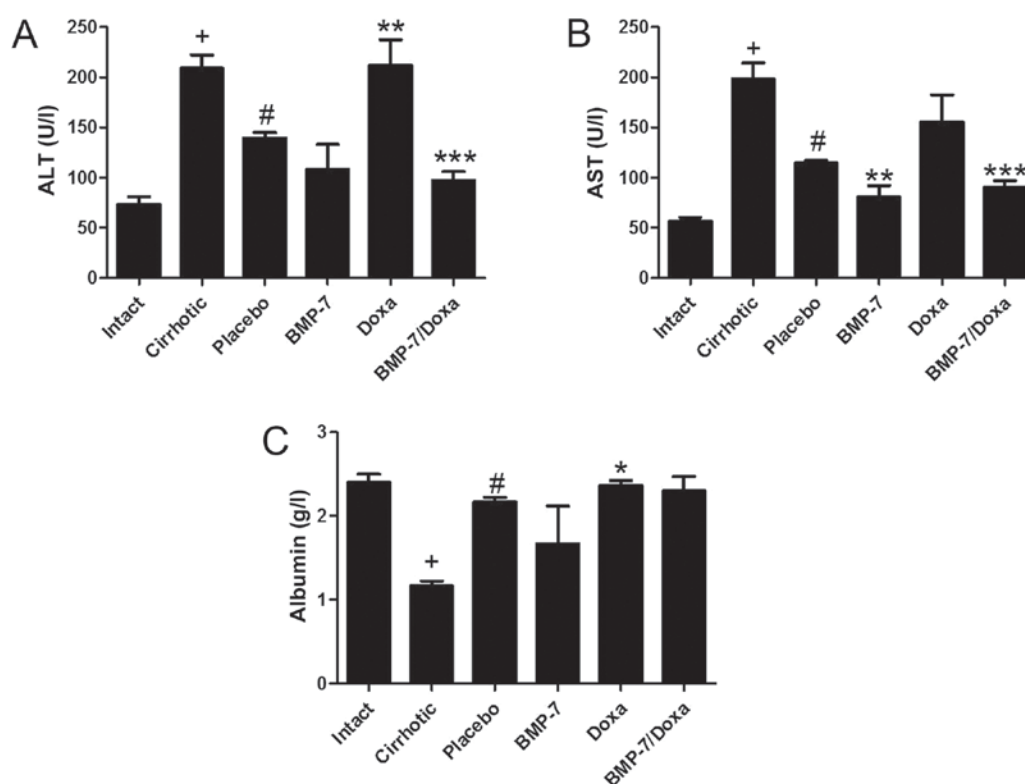 A
ALT (U/l)
250
200
150
100
50
0
+
#
**
***
Intact
Cirrhotic
Placebo
BMP-7
Doxa
BMP-7/Doxa
B
AST (U/l)
250
200
150
100
50
0
+
#
**
***
Intact
Cirrhotic
Placebo
BMP-7
Doxa
BMP-7/Doxa
C
Albumin (g/l)
3
2
1
0
+
#
*
Intact
Cirrhotic
Placebo
BMP-7
Doxa
BMP-7/Doxa